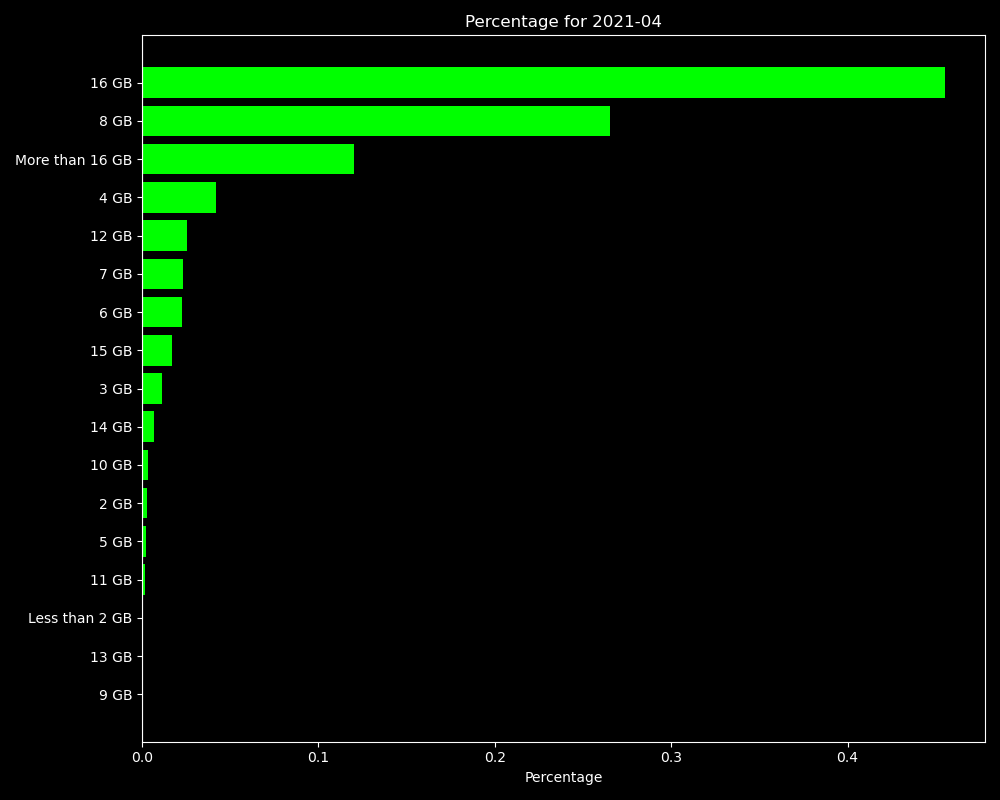 Percentage for 2021-04
16 GB
8 GB
More than 16 GB
4 GB
12 GB
7 GB
6 GB
15 GB
3 GB
14 GB
10 GB
2 GB
5 GB
11 GB
Less than 2 GB
13 GB
9 GB
0.0 0.1 0.2 0.3 0.4
Percentage